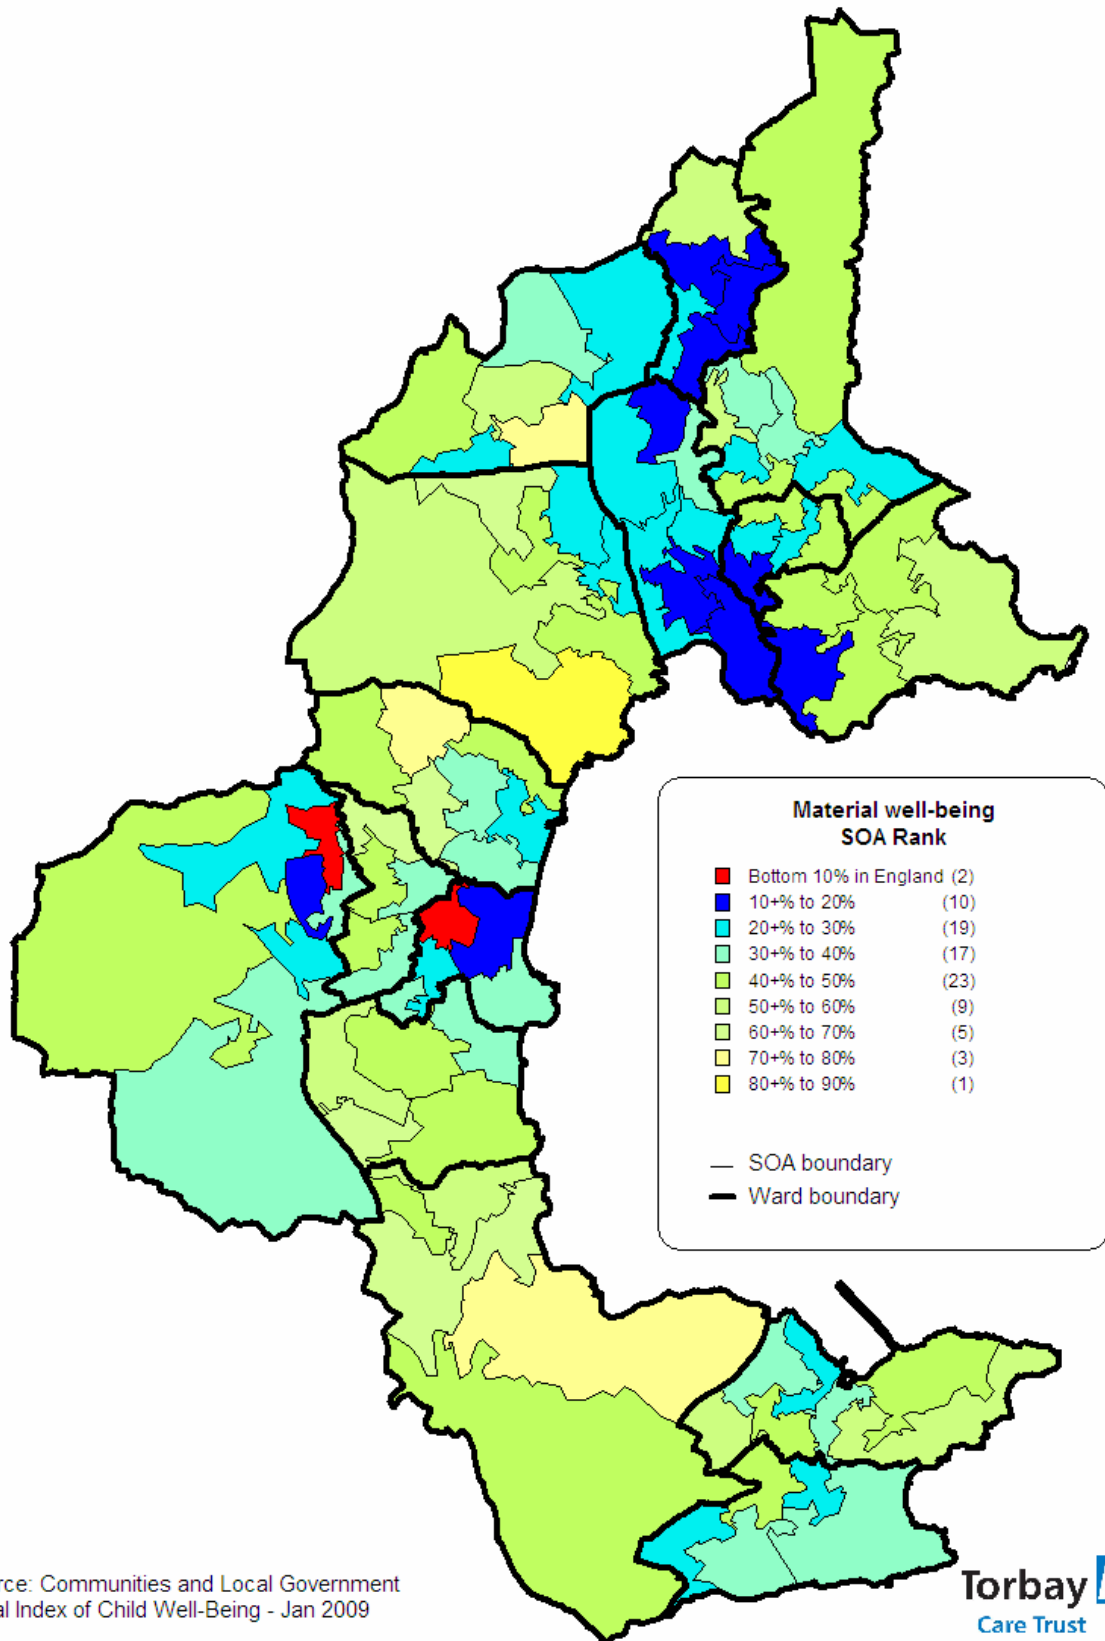 Material well-being
SOA Rank
Bottom 10% in England (2)
10+% to 20% (10)
20+% to 30% (19)
30+% to 40% (17)
40+% to 50% (23)
50+% to 60% (9)
60+% to 70% (5)
70+% to 80% (3)
80+% to 90% (1)
SOA boundary
Ward boundary
rce: Communities and Local Government
al Index of Child Well-Being - Jan 2009
Torbay
Care Trust